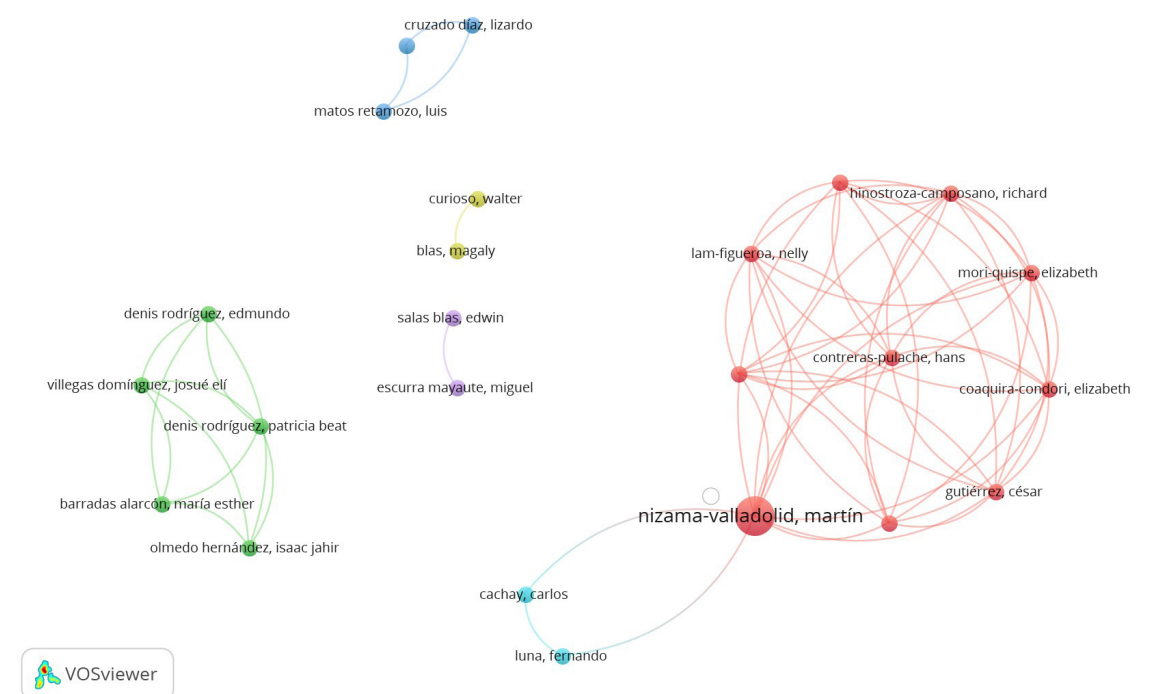 cruzado díaz, lizardo
matos retamozo, luis
curioso, walter
hinostroza-camposano, richard
blas, magaly
lam-figueroa, nelly
mori-quispe, elizabeth
denis rodríguez, edmundo
salas blas, edwin
contreras-pulache, hans
villegas domínguez, josué elí
escurra mayaute, miguel
coaquira-condori, elizabeth
denis rodríguez, patricia beat
gutiérrez, césar
barradas alarcón, maría esther
nizama-valladolid, martín
olmedo hernández, isaac jahir
cachay, carlos
luna, fernando
VOSviewer